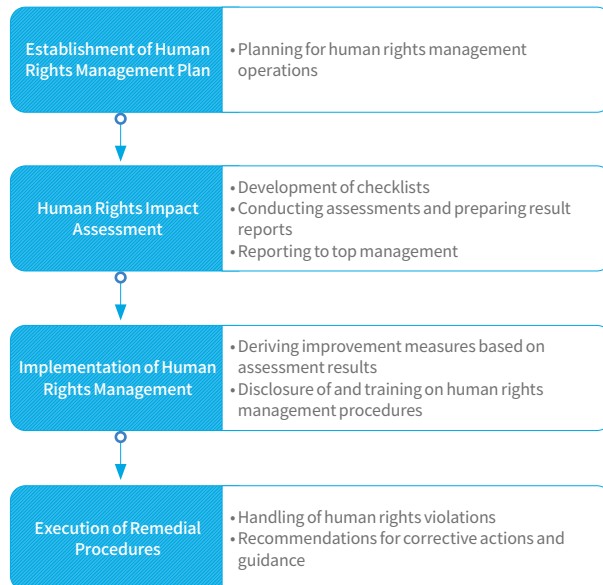 Establishment of Human
Rights Management Plan
• Planning for human rights management
operations
Human Rights Impact
Assessment
• Development of checklists
• Conducting assessments and preparing result
reports
• Reporting to top management
Implementation of Human
Rights Management
• Deriving improvement measures based on
assessment results
• Disclosure of and training on human rights
management procedures
Execution of Remedial
Procedures
• Handling of human rights violations
• Recommendations for corrective actions and
guidance